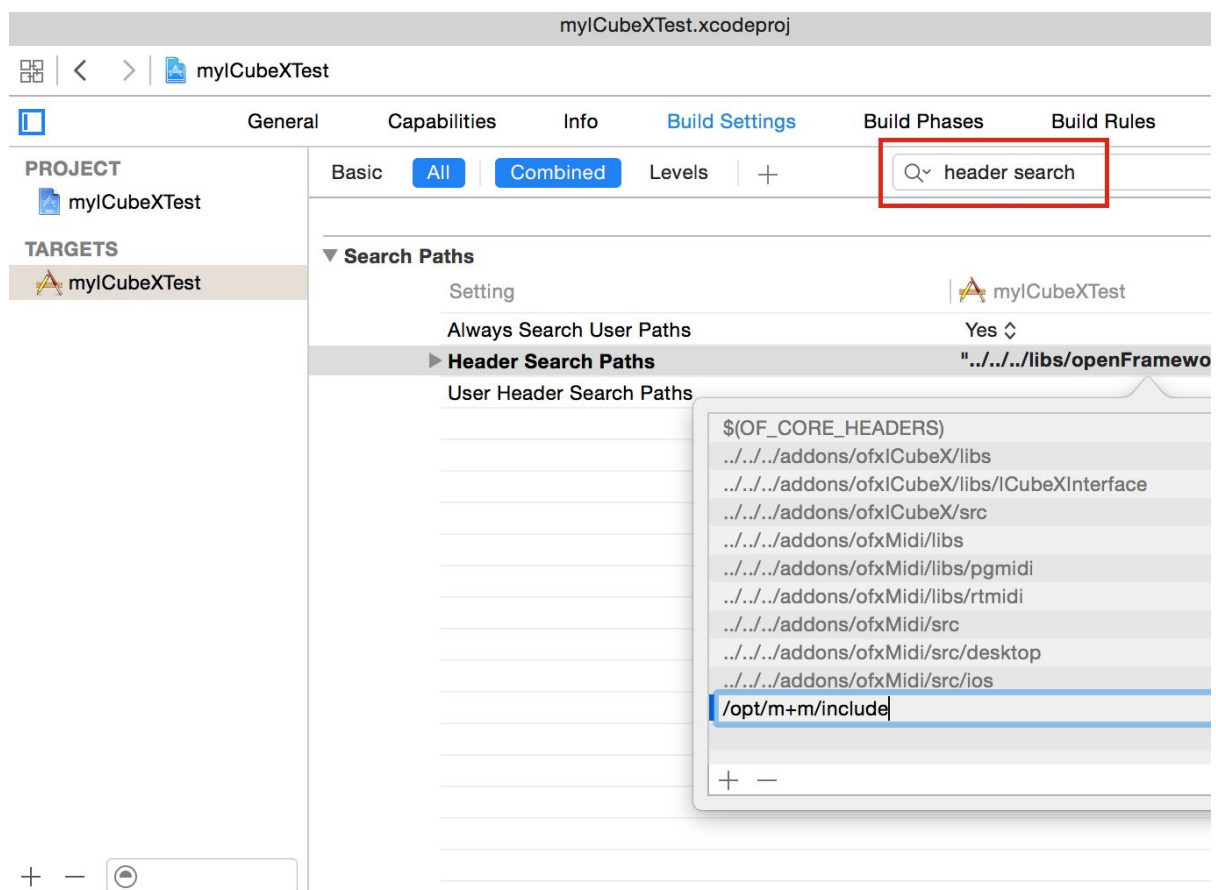 myICubeXTest.xcodeproj
myICubeXTest
General Capabilities Info Build Settings Build Phases Build Rules
PROJECT
myICubeXTest
TARGETS
myICubeXTest
Basic All Combined Levels + header search
Search Paths
Setting myICubeXTest
Always Search User Paths Yes
Header Search Paths "../../../libs/openFramewo
User Header Search Paths
$(OF_CORE_HEADERS)
../../../addons/ofxICubeX/libs
../../../addons/ofxICubeX/libs/ICubeXInterface
../../../addons/ofxICubeX/src
../../../addons/ofxMidi/libs
../../../addons/ofxMidi/libs/pgmidi
../../../addons/ofxMidi/libs/rtmidi
../../../addons/ofxMidi/src
../../../addons/ofxMidi/src/desktop
../../../addons/ofxMidi/src/ios
/opt/m+m/include